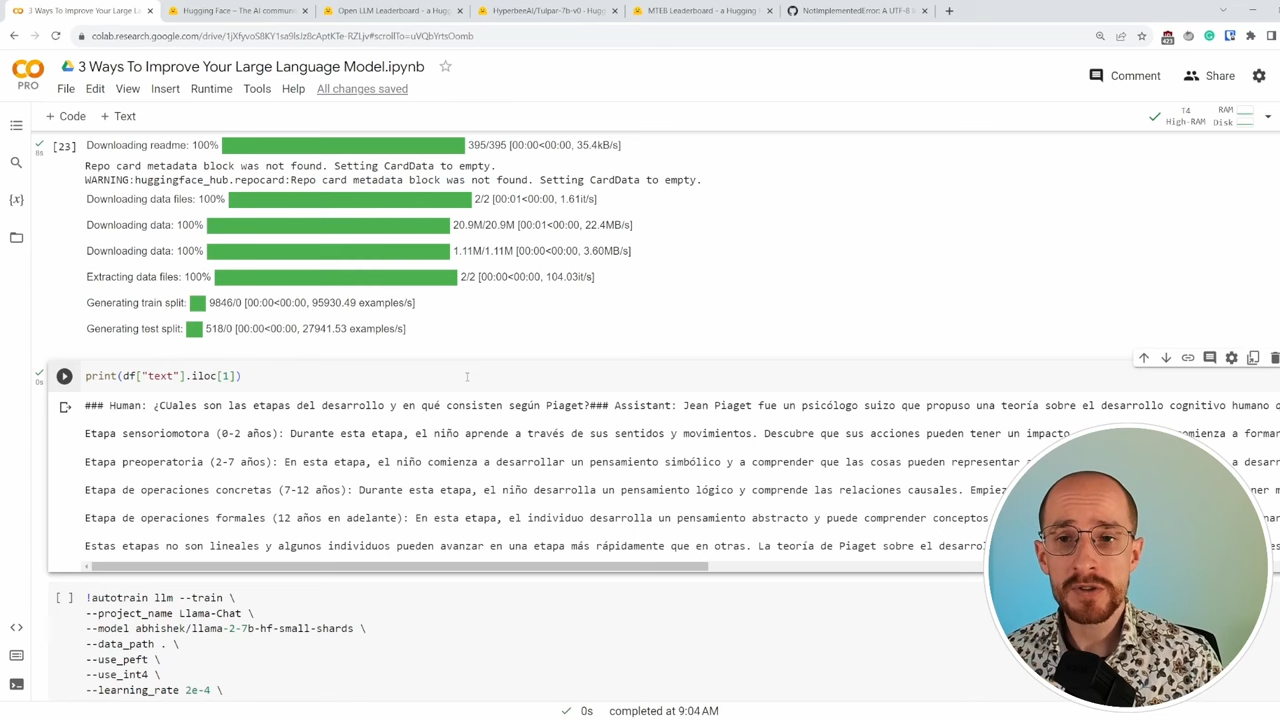 3 Ways To Improve Your Large La
Hugging Face – The AI communi
Open LLM Leaderboard - a Hugg
HyperbeeAI/Tulpar-7b-v0 · Hugg
MTEB Leaderboard - a Hugging
NotImplementedError: A UTF-8 l
colab.research.google.com/drive/1jXfyvoS8KY1sa9lsJz8cAptKTe-RZLjv#scrollTo=uVQbYrtsOomb
423
CO
PRO
3 Ways To Improve Your Large Language Model.ipynb
Comment
Share
File Edit View Insert Runtime Tools Help All changes saved
+ Code + Text
T4
High-RAM
RAM
Disk
8s
[23]
Downloading readme: 100% 395/395 [00:00<00:00, 35.4kB/s]
Repo card metadata block was not found. Setting CardData to empty.
WARNING:huggingface_hub.repocard:Repo card metadata block was not found. Setting CardData to empty.
Downloading data files: 100% 2/2 [00:01<00:00, 1.61it/s]
Downloading data: 100% 20.9M/20.9M [00:01<00:00, 22.4MB/s]
Downloading data: 100% 1.11M/1.11M [00:00<00:00, 3.60MB/s]
Extracting data files: 100% 2/2 [00:00<00:00, 104.03it/s]
Generating train split: 9846/0 [00:00<00:00, 95930.49 examples/s]
Generating test split: 518/0 [00:00<00:00, 27941.53 examples/s]
0s
print(df["text"].iloc[1])
### Human: ¿CUales son las etapas del desarrollo y en qué consisten según Piaget?### Assistant: Jean Piaget fue un psicólogo suizo que propuso una teoría sobre el desarrollo cognitivo humano
Etapa sensoriomotora (0-2 años): Durante esta etapa, el niño aprende a través de sus sentidos y movimientos. Descubre que sus acciones pueden tener un impacto comienza a
Etapa preoperatoria (2-7 años): En esta etapa, el niño comienza a desarrollar un pensamiento simbólico y a comprender que las cosas pueden representar
Etapa de operaciones concretas (7-12 años): Durante esta etapa, el niño desarrolla un pensamiento lógico y comprende las relaciones causales.
Etapa de operaciones formales (12 años en adelante): En esta etapa, el individuo desarrolla un pensamiento abstracto y puede comprender conceptos
Estas etapas no son lineales y algunos individuos pueden avanzar en una etapa más rápidamente que en otras. La teoría de Piaget sobre el
[ ]
!autotrain llm --train \
--project_name Llama-Chat \
--model abhishek/llama-2-7b-hf-small-shards \
--data_path . \
--use_peft \
--use_int4 \
--learning_rate 2e-4 \
0s completed at 9:04AM